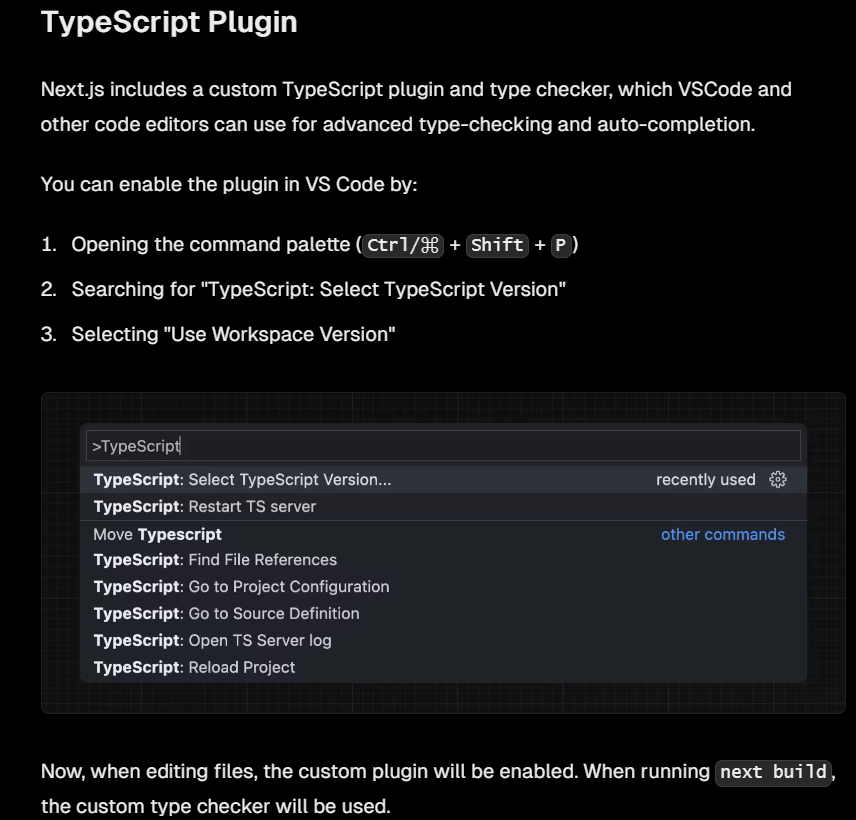 TypeScript Plugin
Next.js includes a custom TypeScript plugin and type checker, which VSCode and
other code editors can use for advanced type-checking and auto-completion.
You can enable the plugin in VS Code by:
1. Opening the command palette (Ctrl/⌘ + Shift + P)
2. Searching for "TypeScript: Select TypeScript Version"
3. Selecting "Use Workspace Version"
>TypeScript
TypeScript: Select TypeScript Version... recently used
TypeScript: Restart TS server
Move Typescript other commands
TypeScript: Find File References
TypeScript: Go to Project Configuration
TypeScript: Go to Source Definition
TypeScript: Open TS Server log
TypeScript: Reload Project
Now, when editing files, the custom plugin will be enabled. When running next build,
the custom type checker will be used.